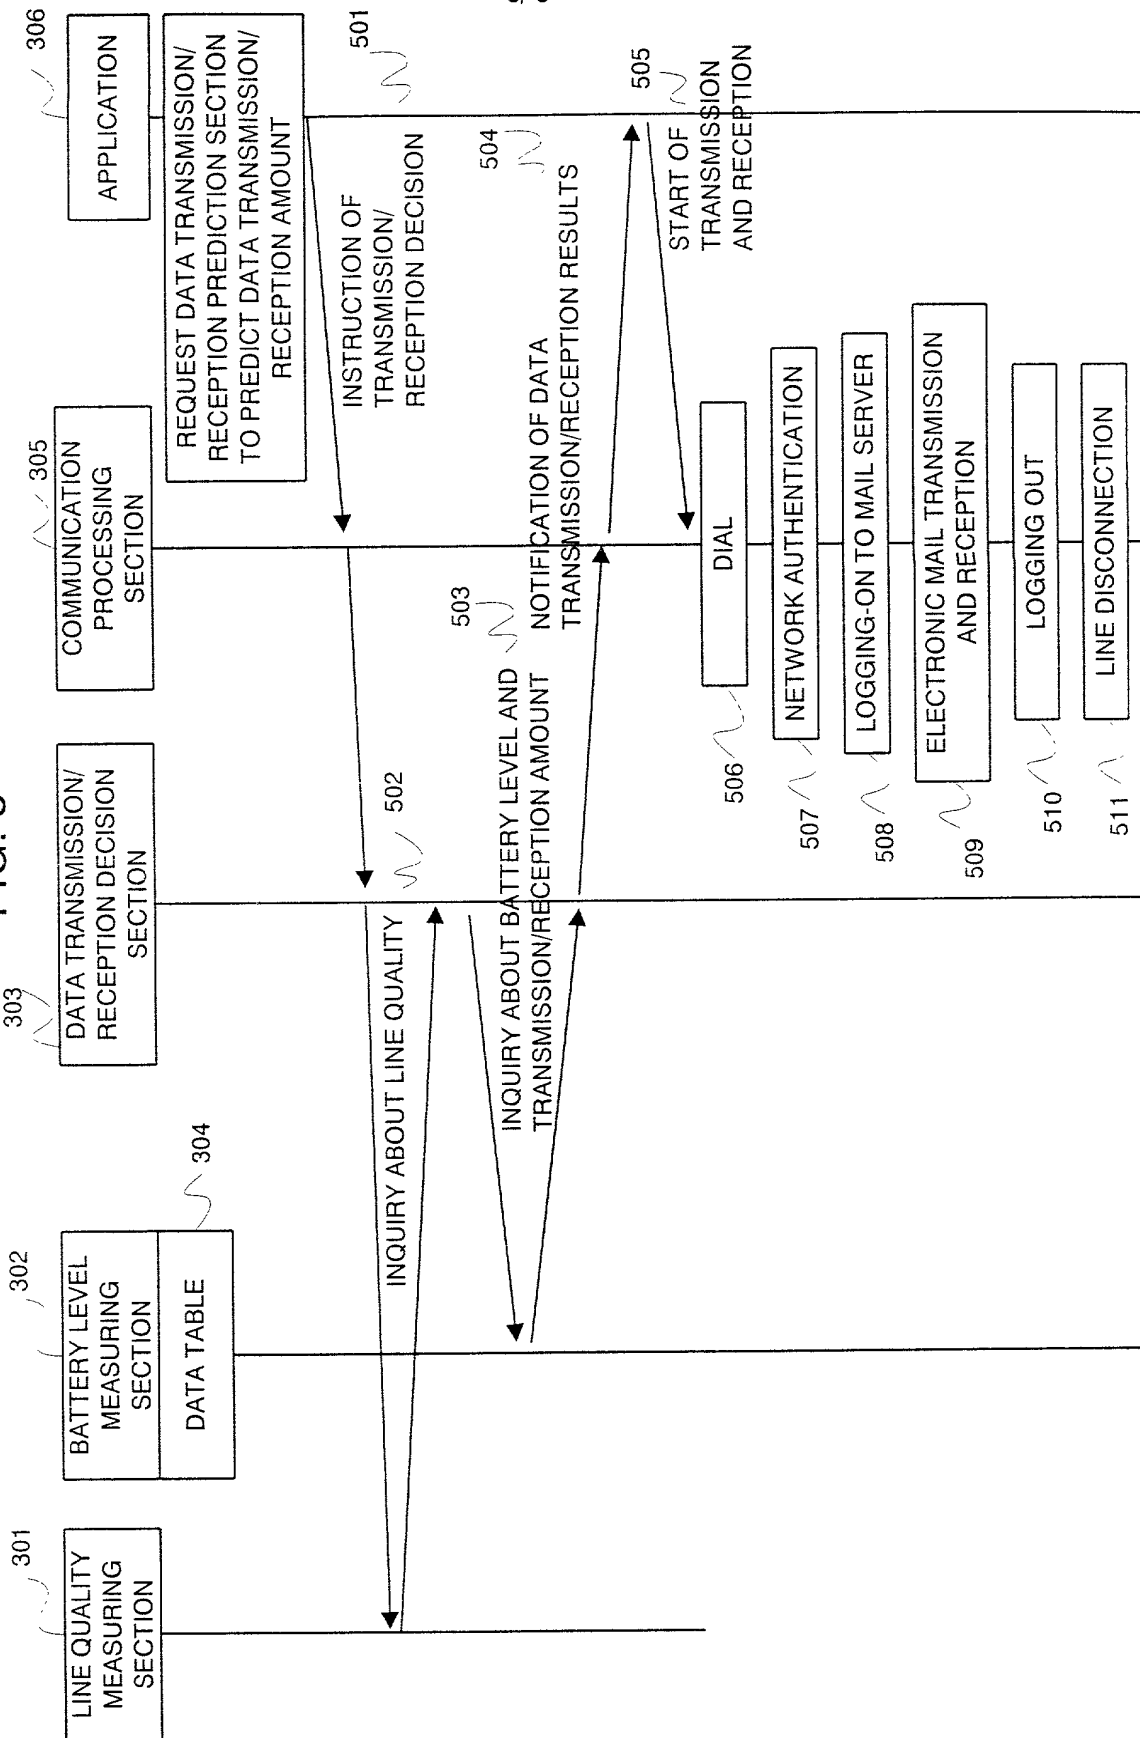 301
LINE QUALITY
MEASURING
SECTION
302
BATTERY LEVEL
MEASURING
SECTION
DATA TABLE
304
303
DATA TRANSMISSION/
RECEPTION DECISION
SECTION
305
COMMUNICATION
PROCESSING
SECTION
306
APPLICATION
REQUEST DATA TRANSMISSION/
RECEPTION PREDICTION SECTION
TO PREDICT DATA TRANSMISSION/
RECEPTION AMOUNT
501
INSTRUCTION OF
TRANSMISSION/
RECEPTION DECISION
502
INQUIRY ABOUT LINE QUALITY
503
INQUIRY ABOUT BATTERY LEVEL AND
TRANSMISSION/RECEPTION AMOUNT
504
NOTIFICATION OF DATA
TRANSMISSION/RECEPTION RESULTS
505
START OF
TRANSMISSION
AND RECEPTION
506
DIAL
507
NETWORK AUTHENTICATION
508
LOGGING-ON TO MAIL SERVER
509
ELECTRONIC MAIL TRANSMISSION
AND RECEPTION
510
LOGGING OUT
511
LINE DISCONNECTION